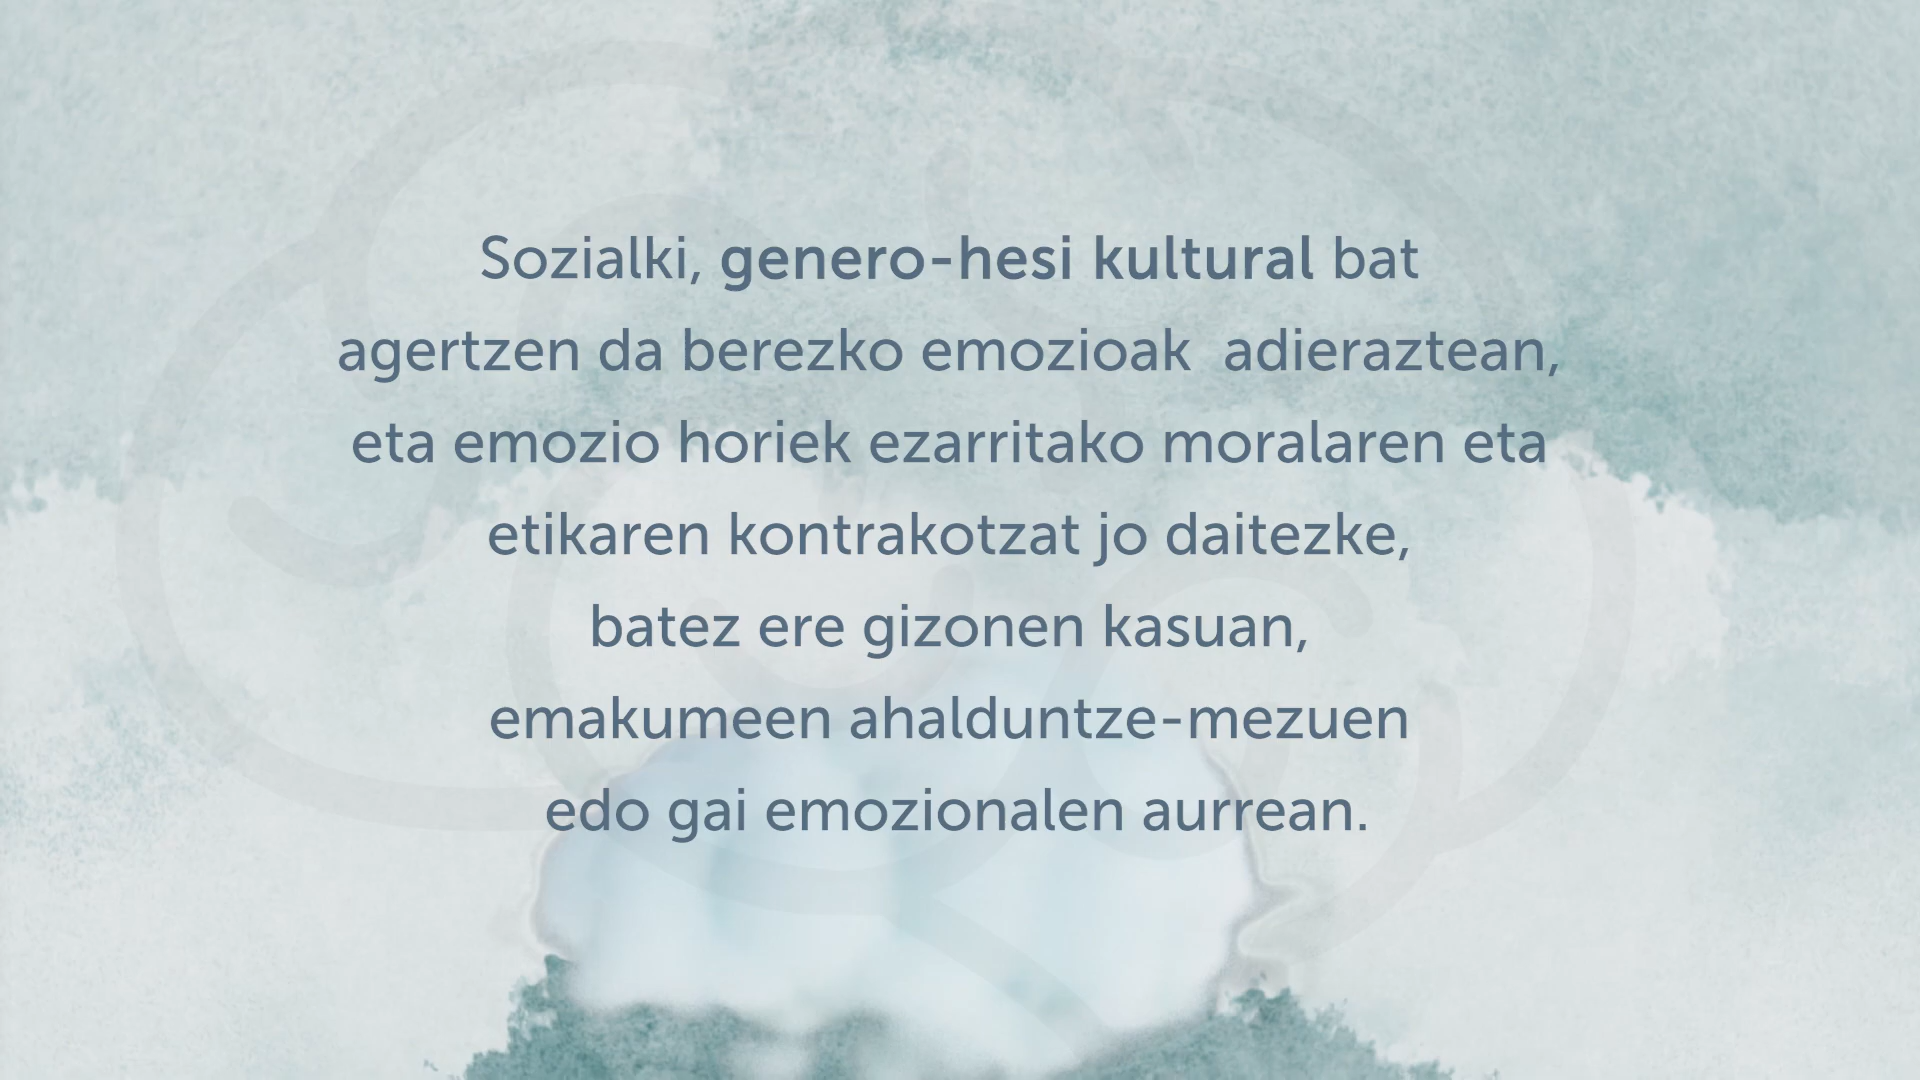 Sozialki, genero-hesi kultural bat
agertzen da berezko emozioak  adieraztean,
eta emozio horiek ezarritako moralaren eta
etikaren kontrakotzat jo daitezke,
batez ere gizonen kasuan,
emakumeen ahalduntze-mezuen
edo gai emozionalen aurrean.